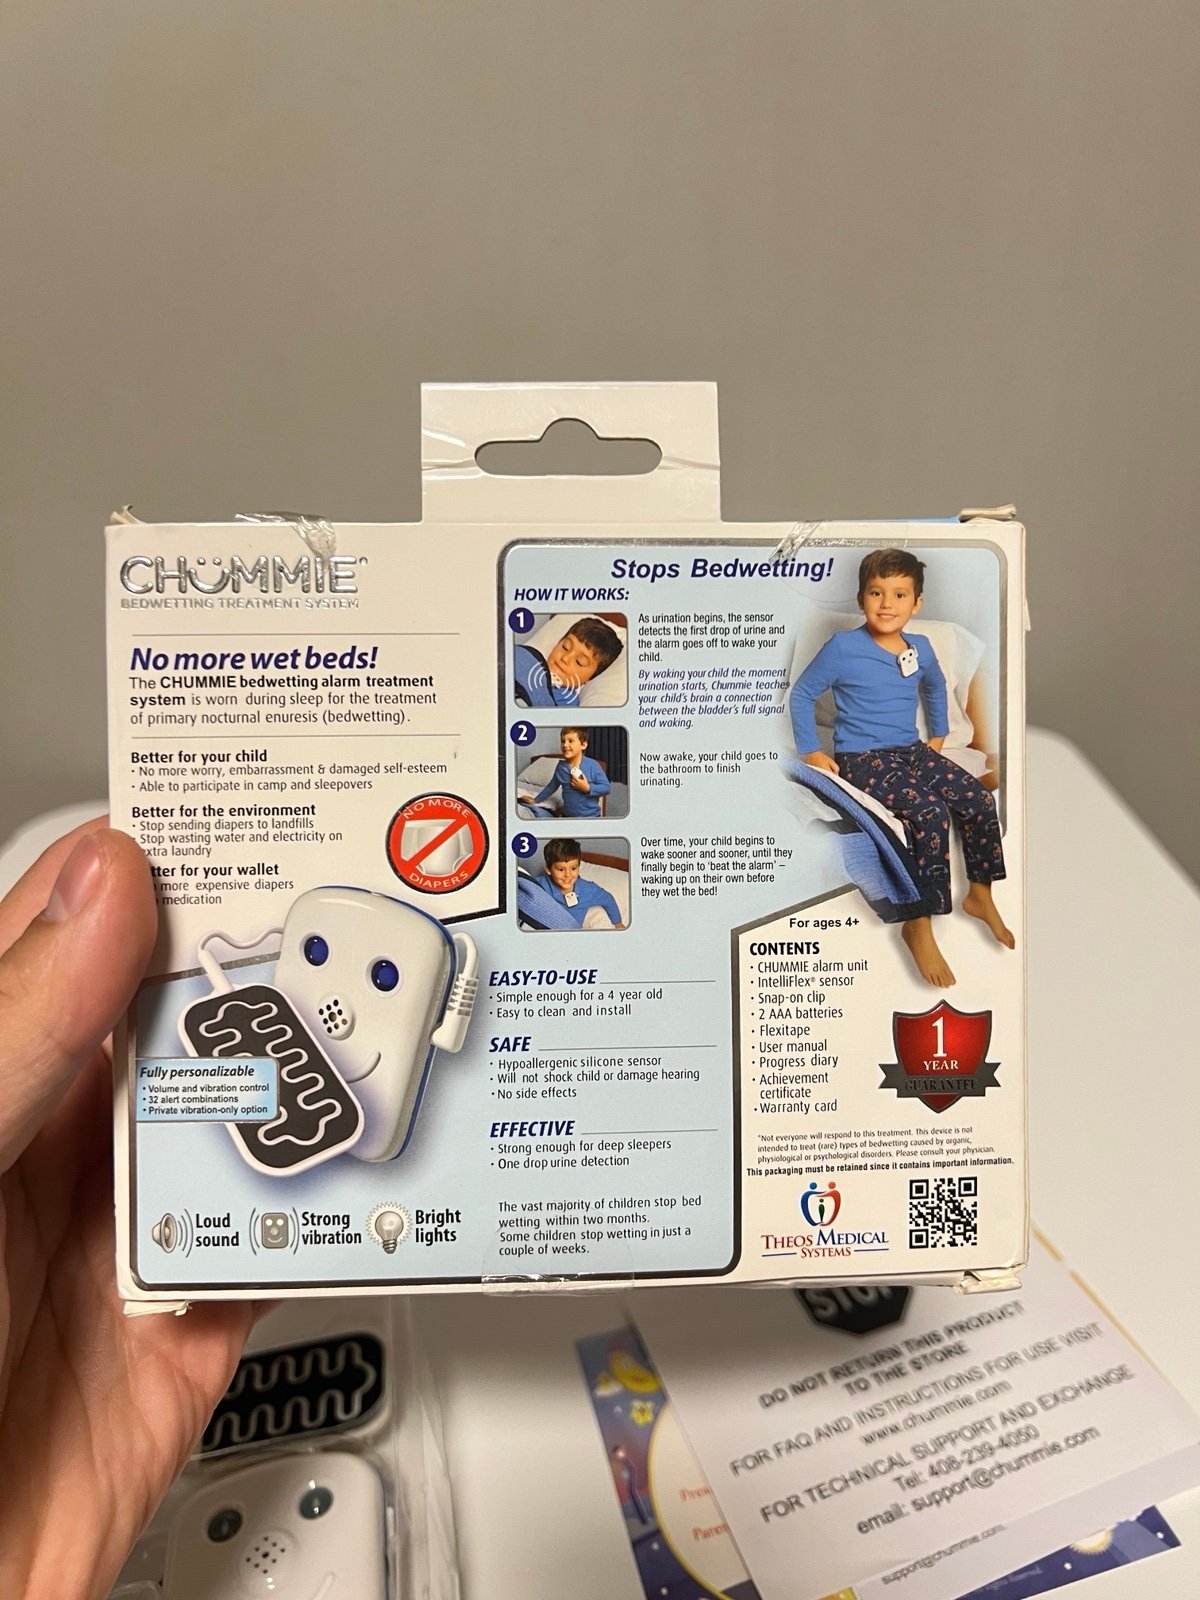 CHÜMMIE
BEDWETTING TREATMENT SYSTEM
No more wet beds!
The CHUMMIE bedwetting alarm treatment
system is worn during sleep for the treatment
of primary nocturnal enuresis (bedwetting).
Better for your child
· No more worry, embarrassment & damaged self-esteem
· Able to participate in camp and sleepovers
Better for the environment
· Stop sending diapers to landfills
· Stop wasting water and electricity on
extra laundry
for your wallet
more expensive diapers
medication
NO MORE
DIAPERS
Fully personalizable
• Volume and vibration control
• 32 alert combinations
• Private vibration-only option
Loud
sound
Strong
vibration
Bright
lights
Stops Bedwetting!
HOW IT WORKS:
1
As urination begins, the sensor
detects the first drop of urine and
the alarm goes off to wake your
child.
By waking your child the moment
urination starts, Chummie teaches
your child's brain a connection
between the bladder's full signal
and waking.
2
Now awake, your child goes to
the bathroom to finish
urinating.
3
Over time, your child begins to
wake sooner and sooner, until they
finally begin to 'beat the alarm' –
waking up on their own before
they wet the bed!
EASY-TO-USE
· Simple enough for a 4 year old
· Easy to clean and install
SAFE
· Hypoallergenic silicone sensor
· Will not shock child or damage hearing
· No side effects
EFFECTIVE
· Strong enough for deep sleepers
· One drop urine detection
The vast majority of children stop bed
wetting within two months.
Some children stop wetting in just a
couple of weeks.
For ages 4+
CONTENTS
· CHUMMIE alarm unit
· IntelliFlex® sensor
· Snap-on clip
· 2 AAA batteries
· Flexitape
· User manual
· Progress diary
· Achievement
certificate
· Warranty card
1
YEAR
GUARANTEE
*Not everyone will respond to this treatment. This device is not
intended to treat (rare) types of bedwetting caused by organic,
physiological or psychological disorders. Please consult your physician.
This packaging must be retained since it contains important information.
THEOS MEDICAL
SYSTEMS
STOP
DO NOT RETURN THIS PRODUCT
TO THE STORE
FOR FAQ AND INSTRUCTIONS FOR USE VISIT
www.chummie.com
FOR TECHNICAL SUPPORT AND EXCHANGE
Tel: 408-239-4050
email: support@chummie.com
support@chummie.com